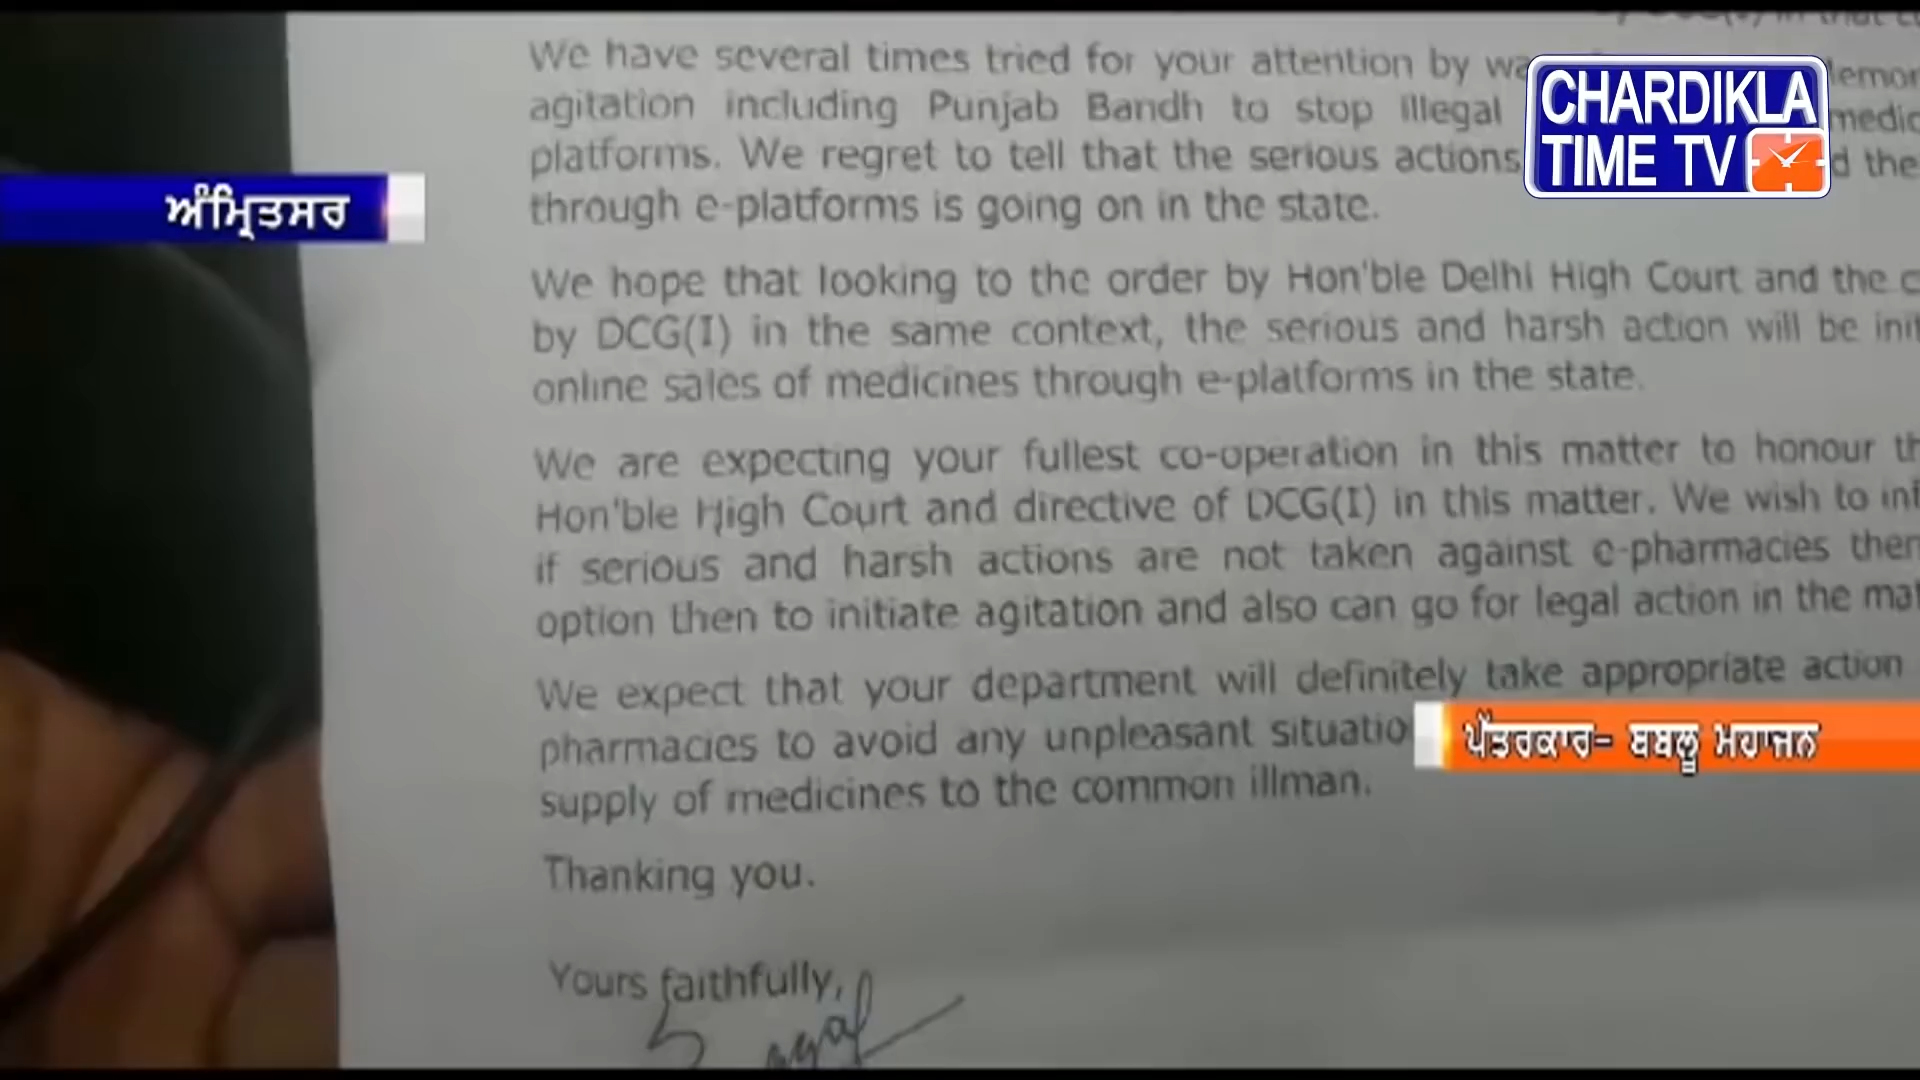 We have several times tried for your attention by
agitation including Punjab Bandh to stop illegal
platforms. We regret to tell that the serious actions the
through e-platforms is going on in the state.
We hope that looking to the order by Hon'ble Delhi High Court and the
by DCG(I) in the same context, the serious and harsh action will be
online sales of medicines through e-platforms in the state.
We are expecting your fullest co-operation in this matter to honour
Hon'ble High Court and directive of DCG(I) in this matter. We wish to
if serious and harsh actions are not taken against e-pharmacies
option then to initiate agitation and also can go for legal action in the
We expect that your department will definitely take appropriate action
pharmacies to avoid any unpleasant
supply of medicines to the common illman.
Thanking you.
Yours faithfully,
CHARDIKLA
TIME TV
ਅੰਮ੍ਰਿਤਸਰ
ਪੱਤਰਕਾਰ- ਬਬਲੂ ਮਹਾਜਨ